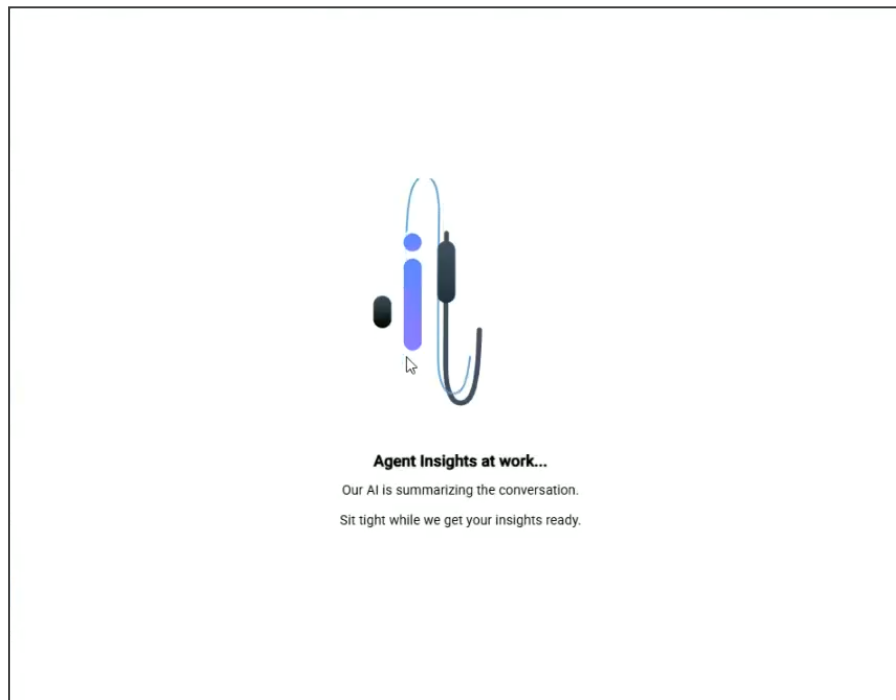 Agent Insights at work...
Our AI is summarizing the conversation.
Sit tight while we get your insights ready.